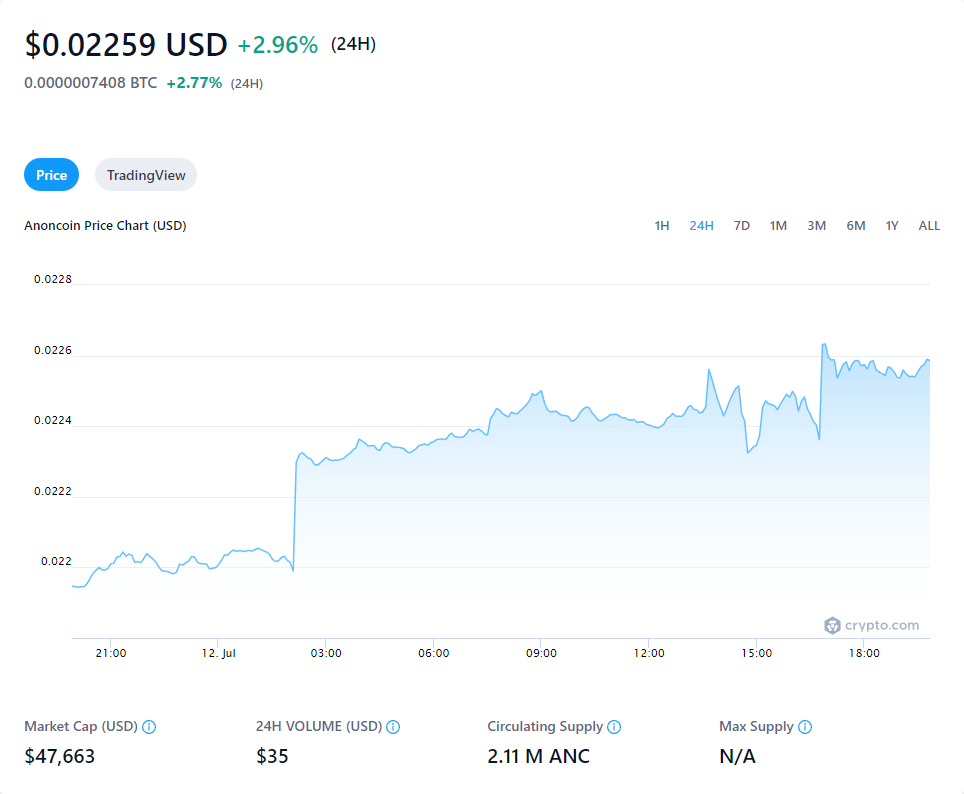 $0.02259 USD +2.96% (24H)
0.0000007408 BTC +2.77% (24H)
Price TradingView
Anoncoin Price Chart (USD) 1H 24H 7D 1M 3M 6M 1Y ALL
0.0228
0.0226
0.0224
0.0222
0.022
crypto.com
21:00 12. Jul 03:00 06:00 09:00 12:00 15:00 18:00
Market Cap (USD) 24H VOLUME (USD) Circulating Supply Max Supply
$47,663 $35 2.11 M ANC N/A